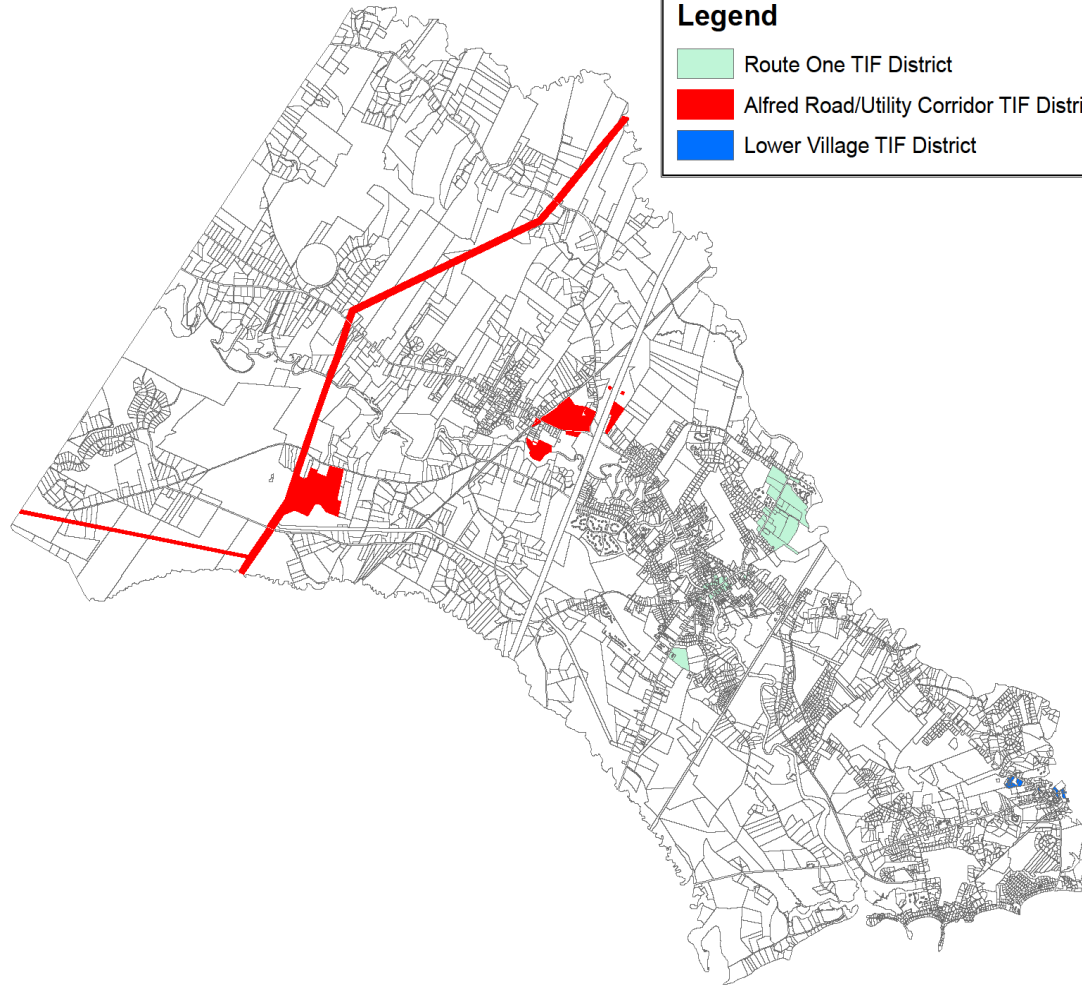 Legend
Route One TIF District
Alfred Road/Utility Corridor TIF Distri
Lower Village TIF District